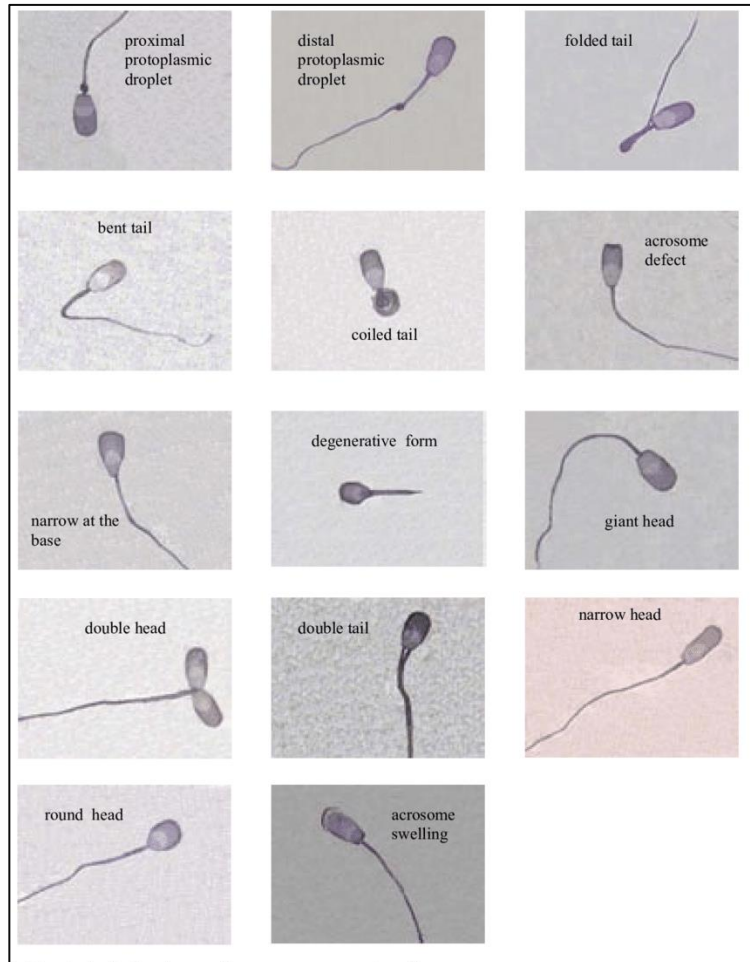 proximal
protoplasmic
droplet
distal
protoplasmic
droplet
folded tail
bent tail
coiled tail
acrosome
defect
narrow at the
base
degenerative form
giant head
double head
double tail
narrow head
round head
acrosome
swelling